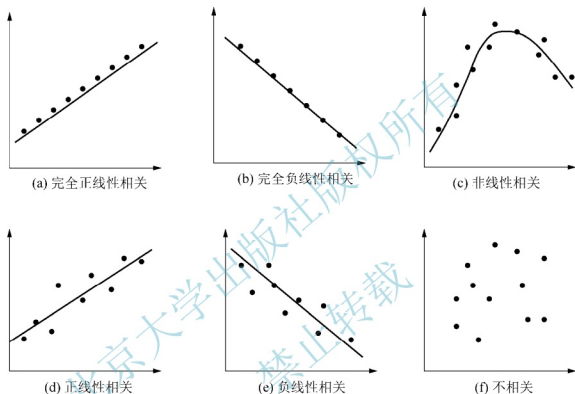 (a) 完全正线性相关
(b) 完全负线性相关
(c) 非线性相关
(d) 正线性相关
(e) 负线性相关
(f) 不相关
北京大学出版社版权所有
禁止转载